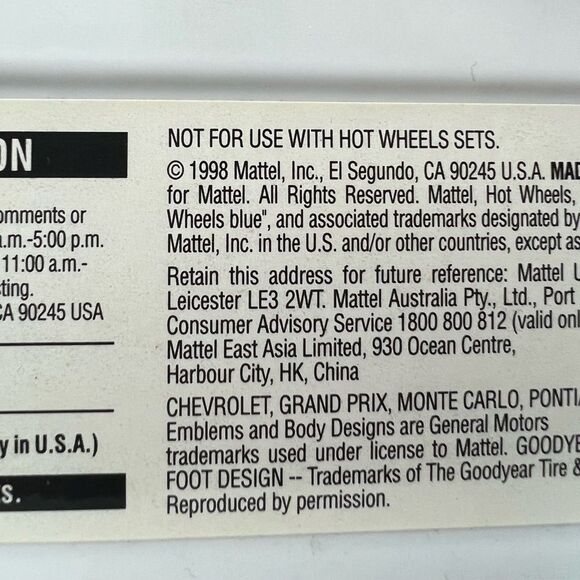 ON
omments or
a.m.-5:00 p.m.
11:00 a.m.-
sting.
CA 90245 USA
y in U.S.A.)
S.
NOT FOR USE WITH HOT WHEELS SETS.
© 1998 Mattel, Inc., El Segundo, CA 90245 U.S.A. MAD
for Mattel. All Rights Reserved. Mattel, Hot Wheels,
Wheels blue", and associated trademarks designated by
Mattel, Inc. in the U.S. and/or other countries, except as
Retain this address for future reference: Mattel U
Leicester LE3 2WT. Mattel Australia Pty., Ltd., Port
Consumer Advisory Service 1800 800 812 (valid onl
Mattel East Asia Limited, 930 Ocean Centre,
Harbour City, HK, China
CHEVROLET, GRAND PRIX, MONTE CARLO, PONTIA
Emblems and Body Designs are General Motors
trademarks used under license to Mattel. GOODYE
FOOT DESIGN -- Trademarks of The Goodyear Tire &
Reproduced by permission.